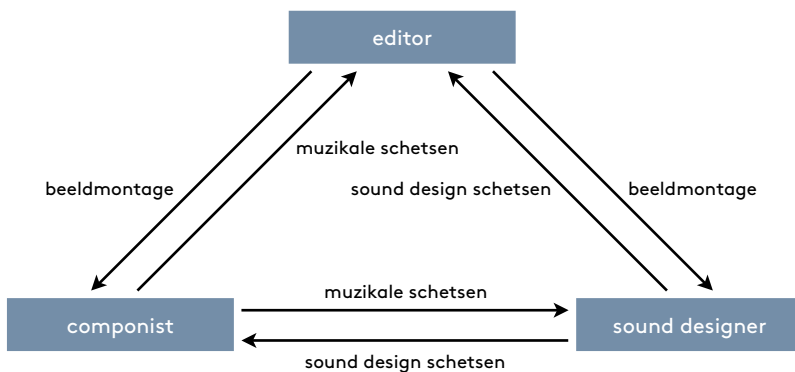 editor
muzikale schetsen
beeldmontage
sound design schetsen
beeldmontage
muzikale schetsen
componist
sound designer
sound design schetsen